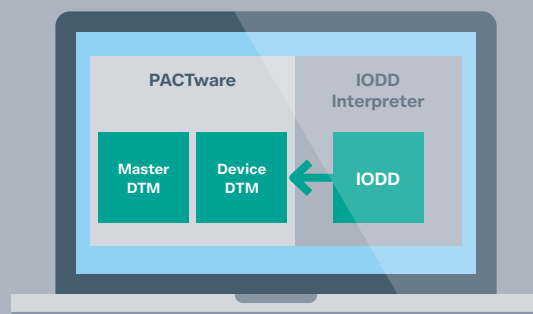 PACTware
IODD
Interpreter
Master
DTM
Device
DTM
IODD